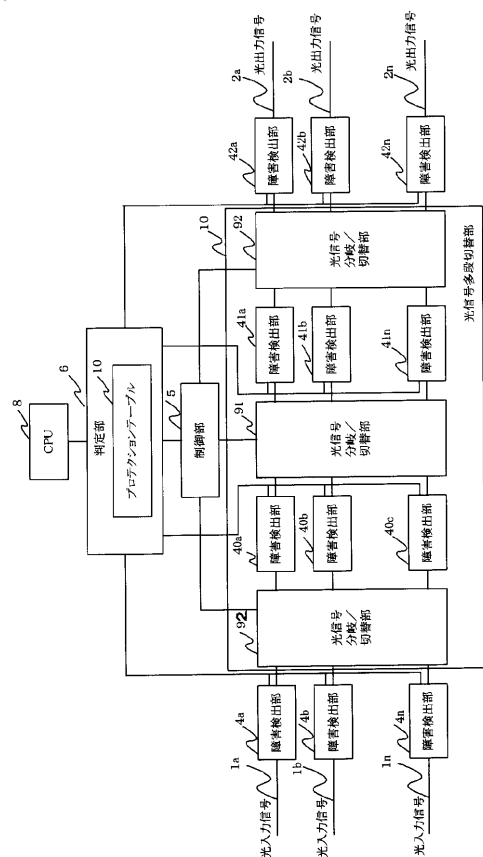 8
CPU
6
判定部
10
プロテクションテーブル
5
制御部
10
光信号多段切替部
1a
光入力信号
4a
障害検出部
1b
4b
障害検出部
1n
光入力信号
4n
障害検出部
92
光信号
分岐/
切替部
40a
障害検出部
40b
障害検出部
40c
障害検出部
91
光信号
分岐/
切替部
41a
障害検出部
41b
障害検出部
41n
障害検出部
92
光信号
分岐/
切替部
42a
障害検出部
42b
障害検出部
42n
障害検出部
2a
光出力信号
2b
光出力信号
2n
光出力信号